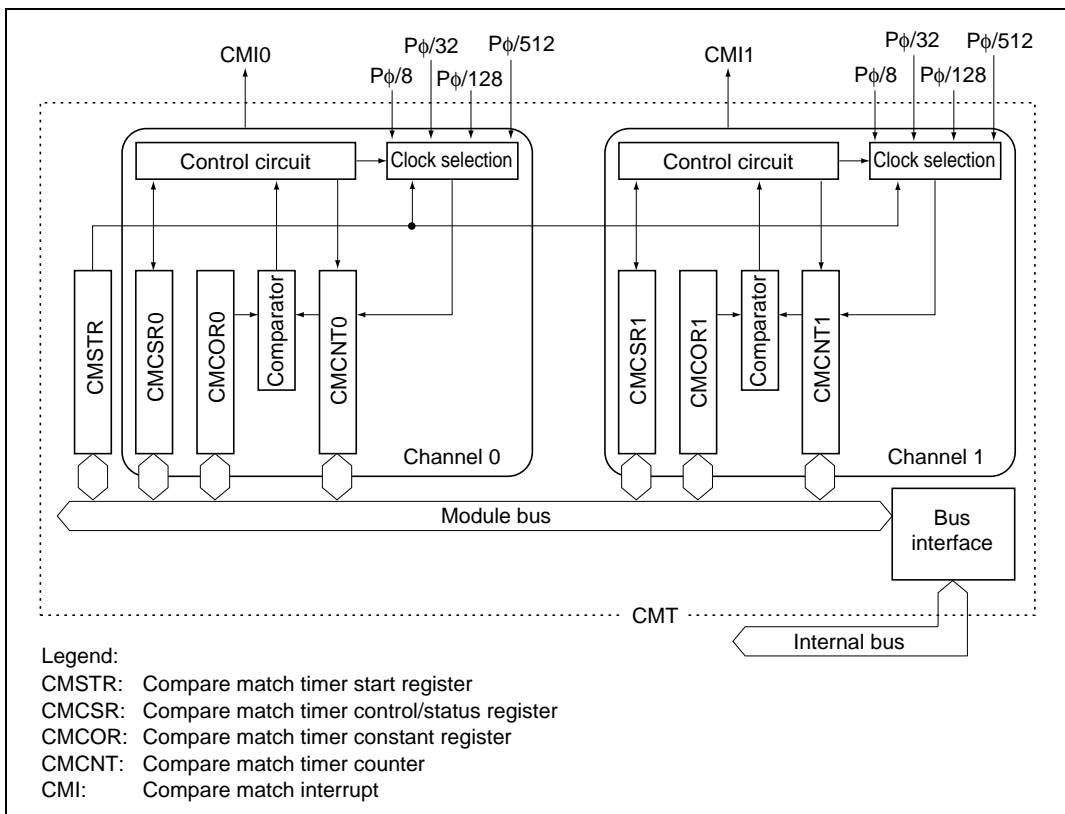 CMI0
Pϕ/32
Pϕ/512
Pϕ/8
Pϕ/128
CMI1
Pϕ/32
Pϕ/512
Pϕ/8
Pϕ/128
Control circuit
Clock selection
Control circuit
Clock selection
CMSTR
CMCSR0
CMCOR0
Comparator
CMCNT0
CMCSR1
CMCOR1
Comparator
CMCNT1
Channel 0
Channel 1
Module bus
Bus
interface
CMT
Internal bus
Legend:
CMSTR: Compare match timer start register
CMCSR: Compare match timer control/status register
CMCOR: Compare match timer constant register
CMCNT: Compare match timer counter
CMI: Compare match interrupt